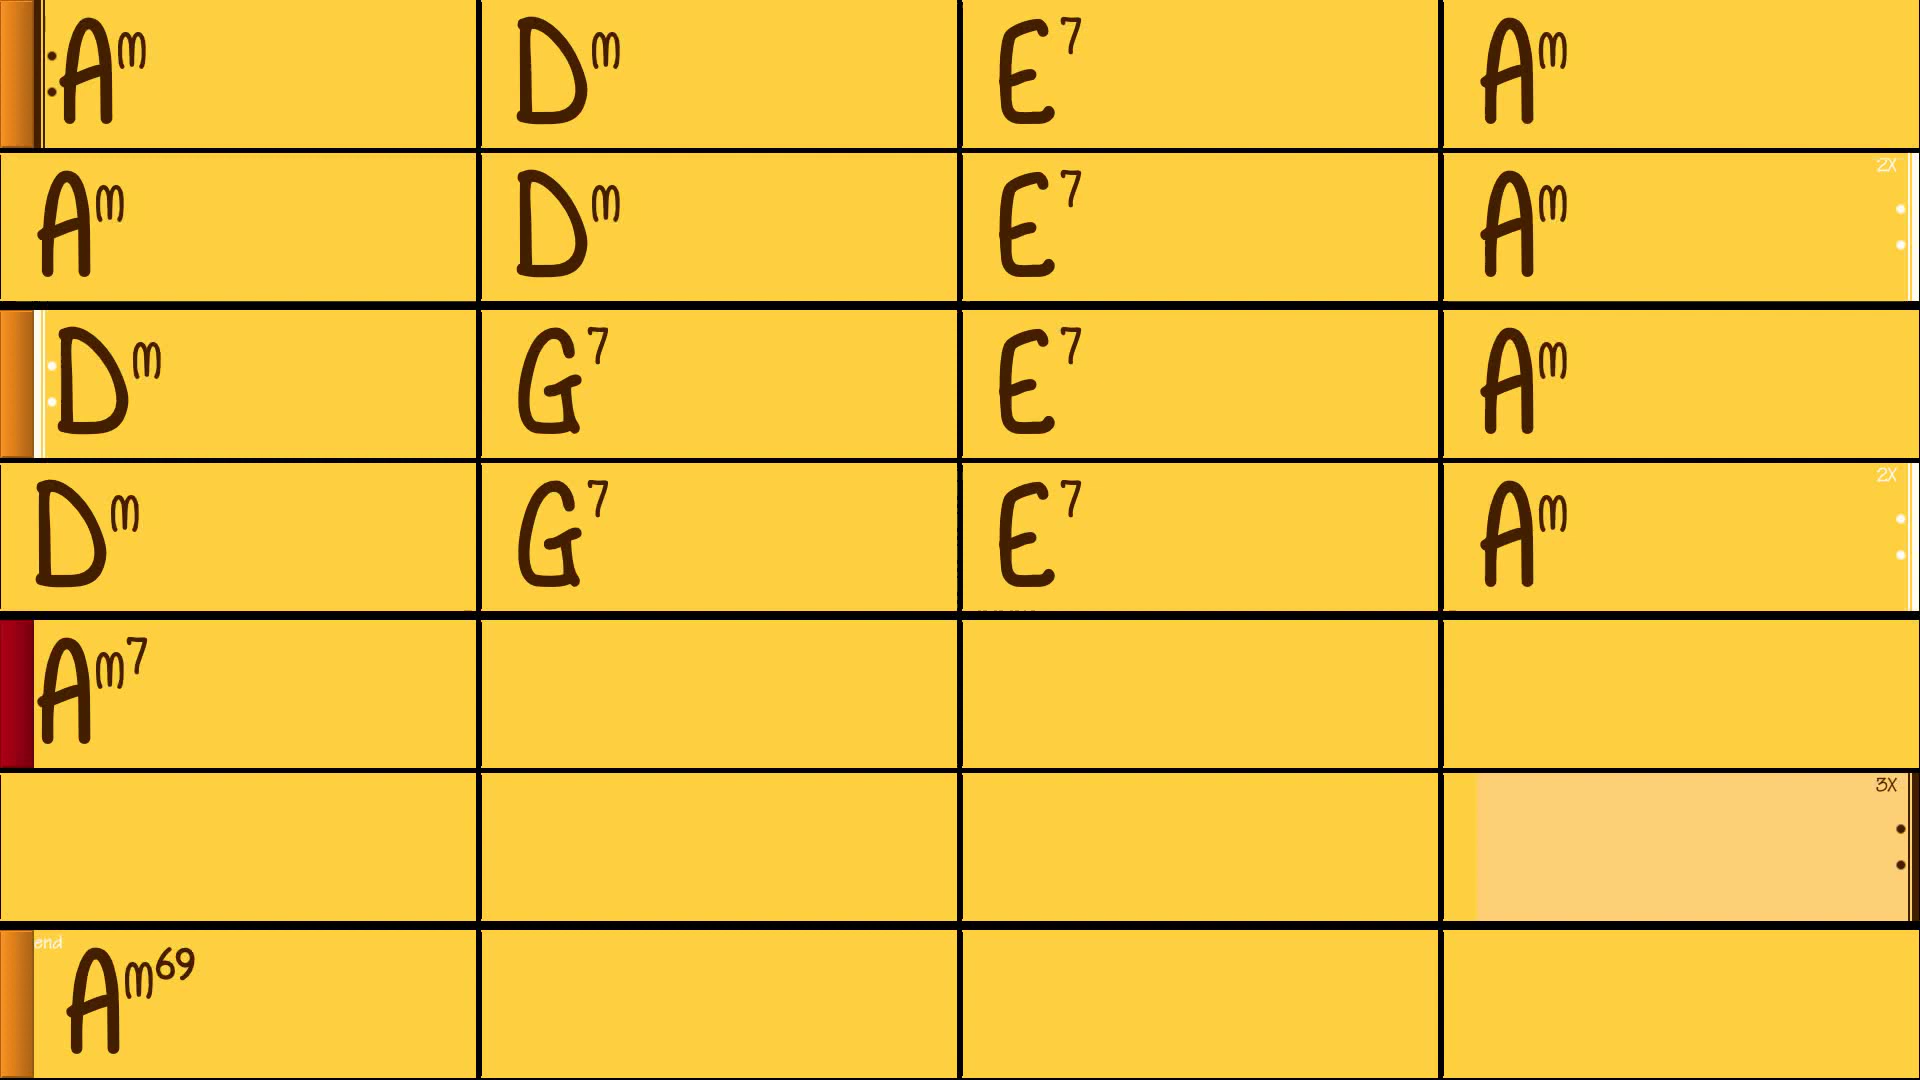 Am Dm E7 Am
Am Dm E7 Am 2X
Dm G7 E7 Am
Dm G7 E7 Am 2X
Am7
3X
end Am69